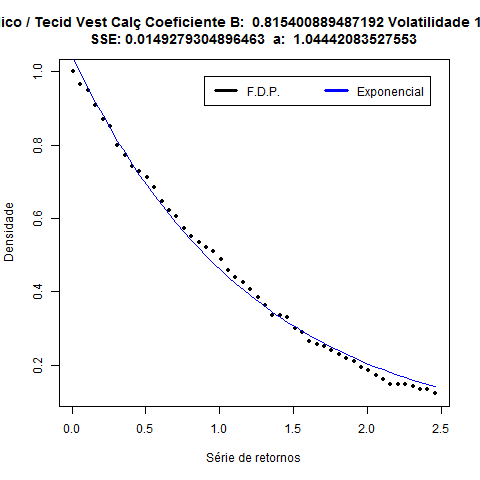 ico / Tecid Vest Calç Coeficiente B: 0.815400889487192 Volatilidade 1
SSE: 0.0149279304896463 a: 1.04442083527553
F.D.P.
Exponencial
Densidade
1.0
0.8
0.6
0.4
0.2
0.0
0.5
1.0
1.5
2.0
2.5
Série de retornos